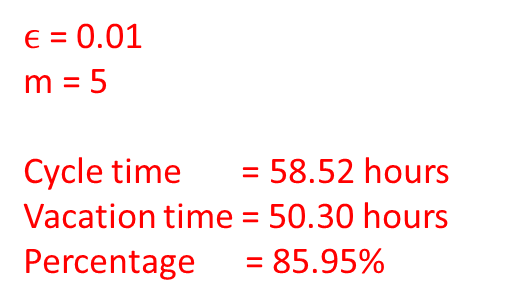 ϵ = 0.01
m = 5
Cycle time = 58.52 hours
Vacation time = 50.30 hours
Percentage = 85.95%